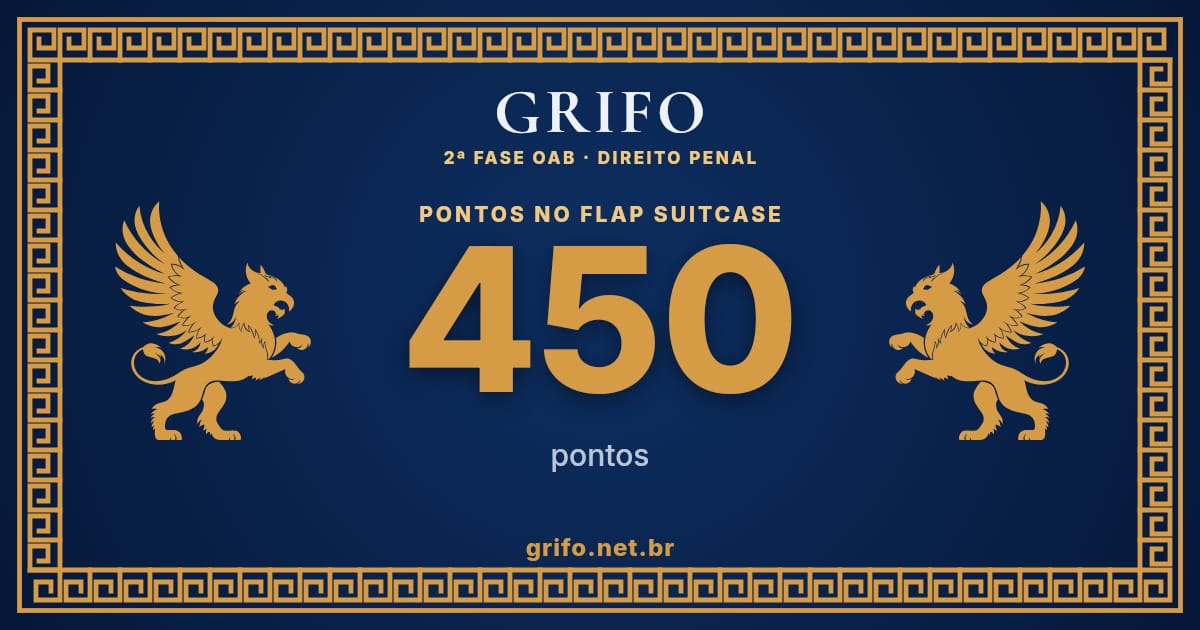 GRIFO
2ª FASE OAB · DIREITO PENAL
PONTOS NO FLAP SUITCASE
450
pontos
grifo.net.br